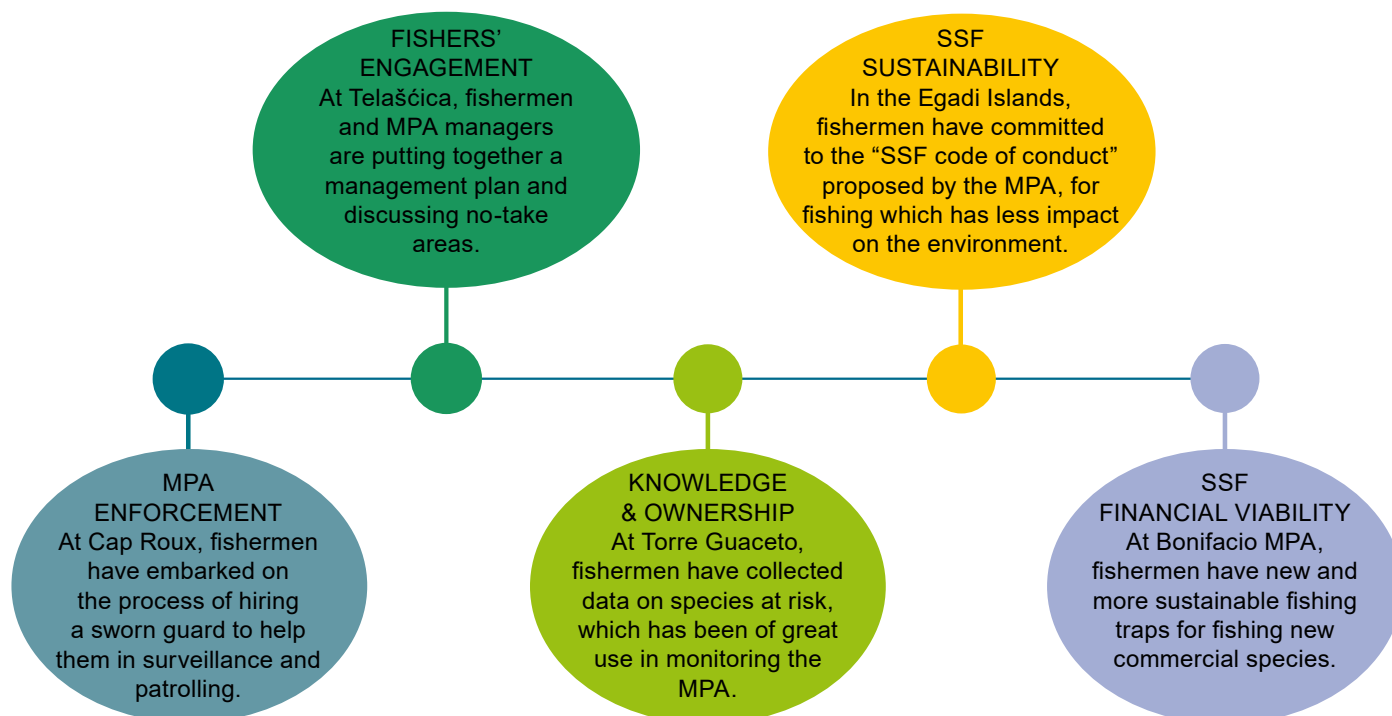 FISHERS’
ENGAGEMENT
At Telašćica, fishermen
and MPA managers
are putting together a
management plan and
discussing no-take
areas.
SSF
SUSTAINABILITY
In the Egadi Islands,
fishermen have committed
to the “SSF code of conduct”
proposed by the MPA, for
fishing which has less impact
on the environment.
MPA
ENFORCEMENT
At Cap Roux, fishermen
have embarked on
the process of hiring
a sworn guard to help
them in surveillance and
patrolling.
KNOWLEDGE
& OWNERSHIP
At Torre Guaceto,
fishermen have collected
data on species at risk,
which has been of great
use in monitoring the
MPA.
SSF
FINANCIAL VIABILITY
At Bonifacio MPA,
fishermen have new and
more sustainable fishing
traps for fishing new
commercial species.